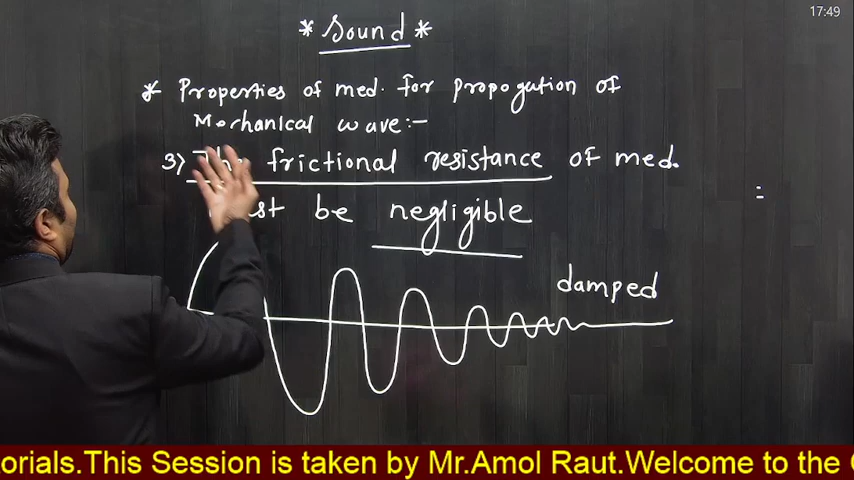 17:49
* Sound *
* Properties of med. for propogation of
Mechanical wave:-
3) The frictional resistance of med.
be negligible
damped
orials.This Session is taken by Mr.Amol Raut.Welcome to the